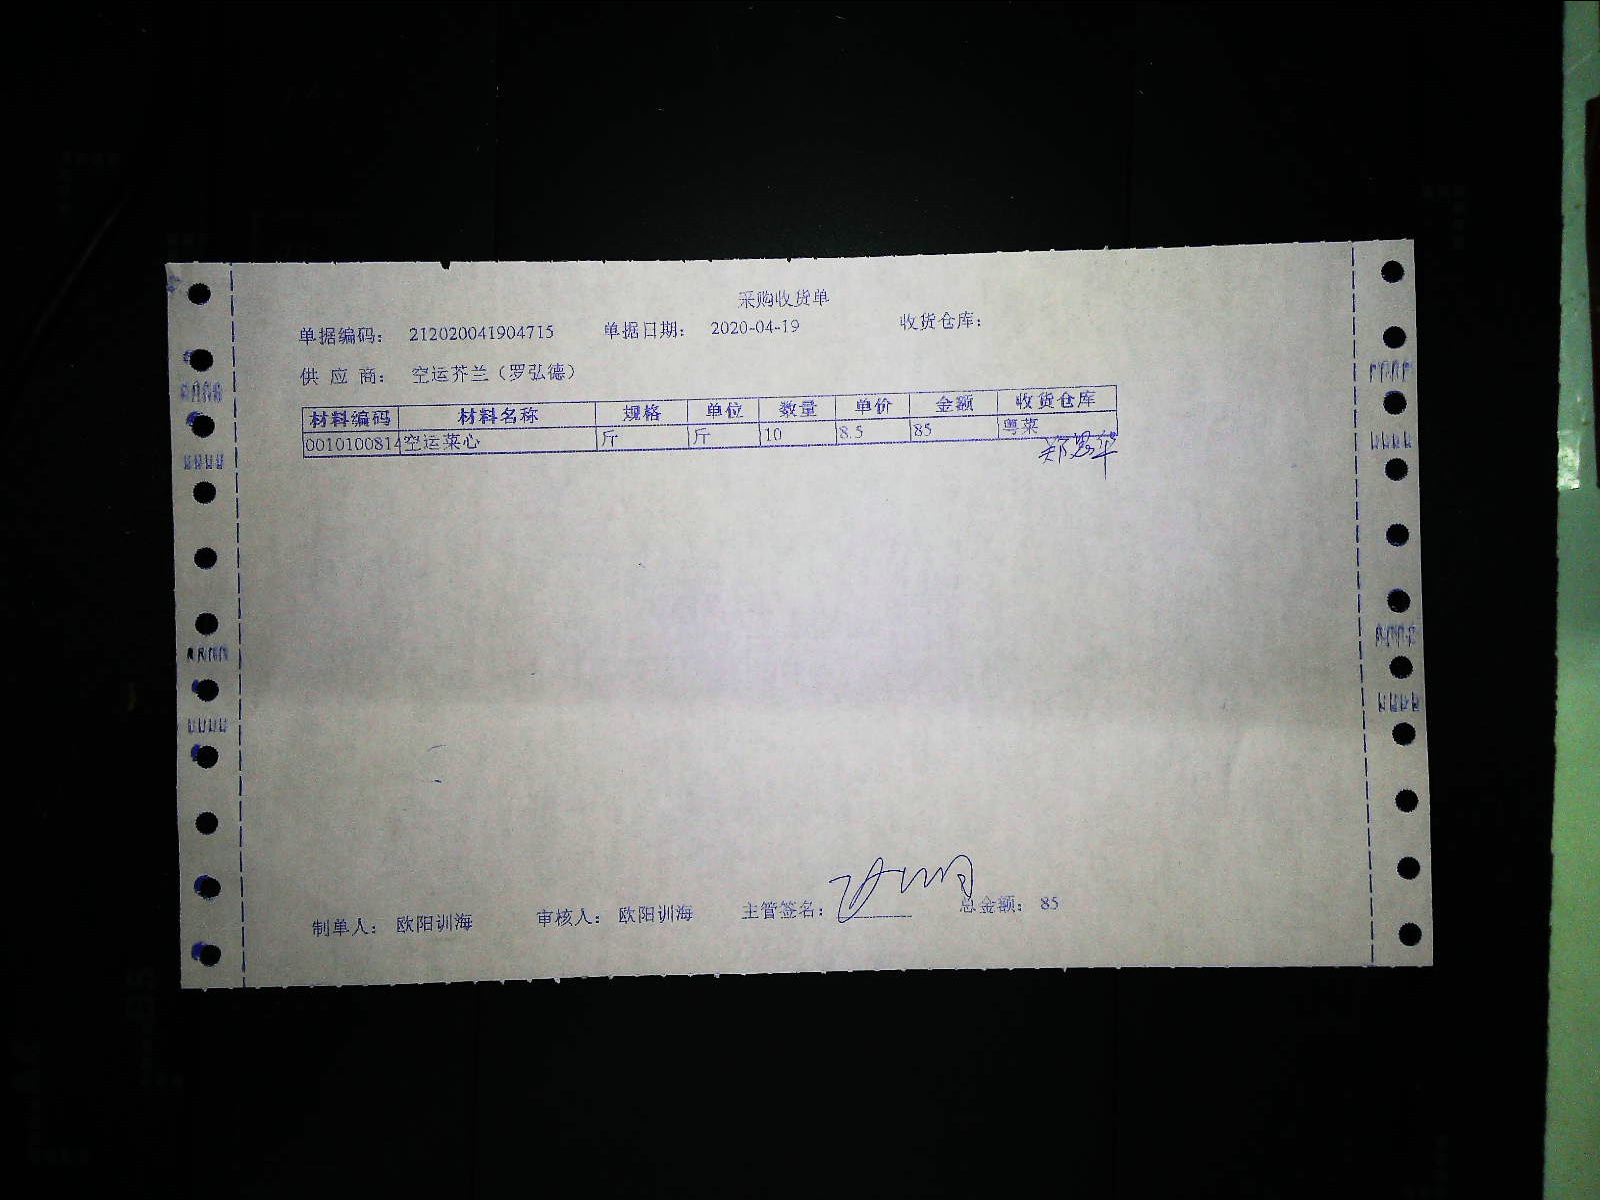 采购收货单
单据编码: 212020041904715 单据日期: 2020-04-19 收货仓库:
供 应 商: 空运芥兰（罗弘德）
材料编码 材料名称 规格 单位 数量 单价 金额 收货仓库
0010100814 空运菜心 斤 斤 10 8.5 85 粤菜
制单人: 欧阳训海 审核人: 欧阳训海 主管签名: 总金额: 85